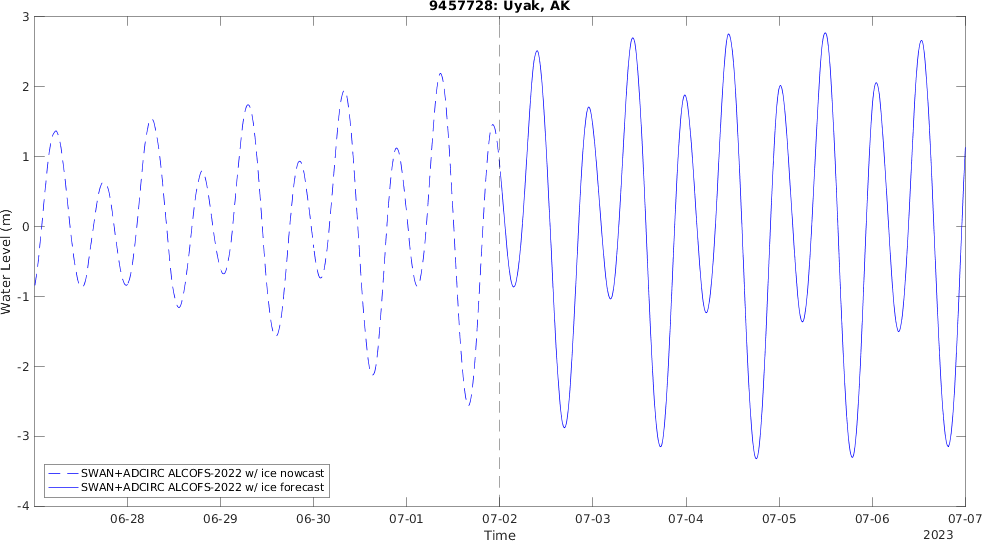 9457728: Uyak, AK
3
2
1
0
-1
-2
-3
-4
Water Level (m)
SWAN+ADCIRC ALCOFS-2022 w/ ice nowcast
SWAN+ADCIRC ALCOFS-2022 w/ ice forecast
06-28 06-29 06-30 07-01 07-02 07-03 07-04 07-05 07-06 07-07
Time
2023